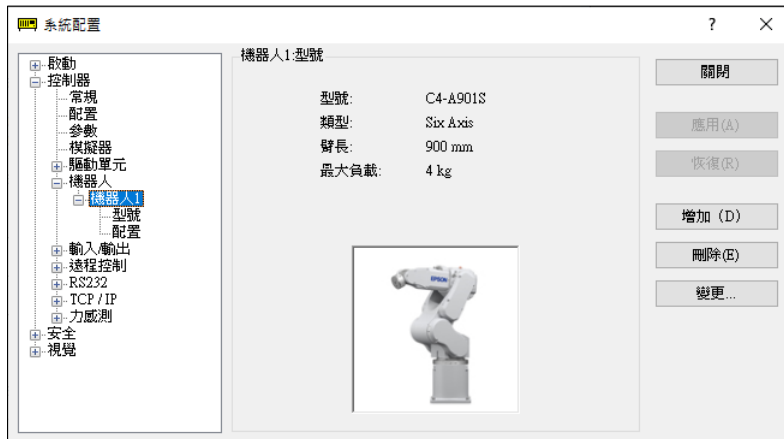 系統配置
? ×
啟動
控制器
常規
配置
參數
模擬器
驅動單元
機器人
機器人1
型號
配置
輸入/輸出
遠程控制
RS232
TCP / IP
力感測
安全
視覺
機器人1:型號
型號: C4-A901S
類型: Six Axis
臂長: 900 mm
最大負載: 4 kg
EPSON
關閉
應用(A)
恢復(R)
增加（D）
刪除(E)
變更...